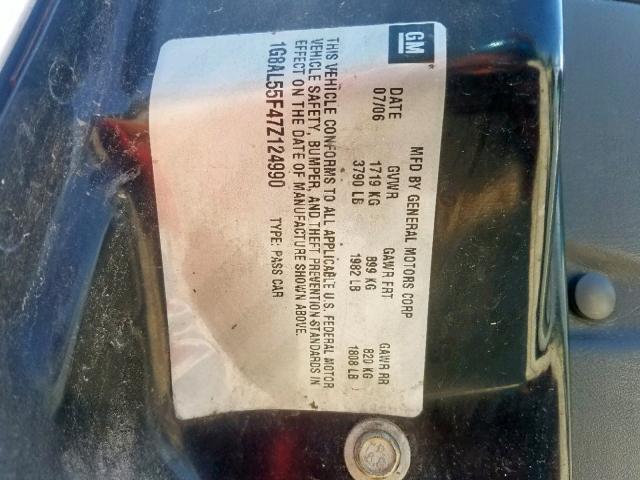 GM
MFD BY GENERAL MOTORS CORP
DATE GVWR GAWR FRT GAWR RR
07/06 1719 KG 899 KG 820 KG
3790 LB 1982 LB 1808 LB
THIS VEHICLE CONFORMS TO ALL APPLICABLE U.S. FEDERAL MOTOR
VEHICLE SAFETY, BUMPER, AND THEFT PREVENTION STANDARDS IN
EFFECT ON THE DATE OF MANUFACTURE SHOWN ABOVE.
1G8AL55F47Z124990 TYPE: PASS CAR